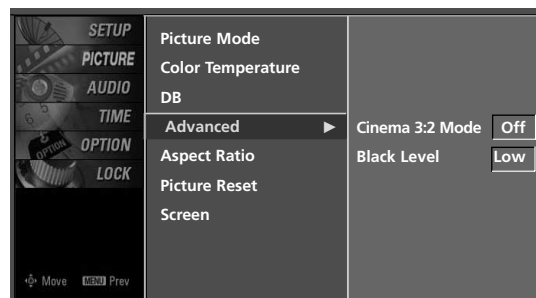 SETUP
PICTURE
AUDIO
TIME
OPTION
LOCK
Move MENU Prev
Picture Mode
Color Temperature
DB
Advanced ▶
Aspect Ratio
Picture Reset
Screen
Cinema 3:2 Mode Off
Black Level Low